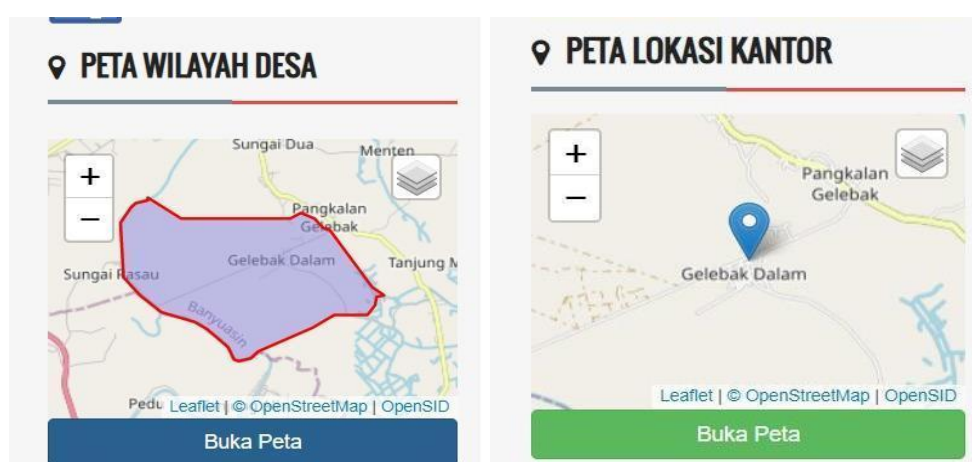 PETA WILAYAH DESA
+
−
Sungai Dua
Menten
Pangkalan
Gelebak
Gelebak Dalam
Tanjung M
Sungai Rasau
Banyuasin
Pedu
Leaflet | © OpenStreetMap | OpenSID
Buka Peta
PETA LOKASI KANTOR
+
−
Pangkalan
Gelebak
Gelebak Dalam
Leaflet | © OpenStreetMap | OpenSID
Buka Peta